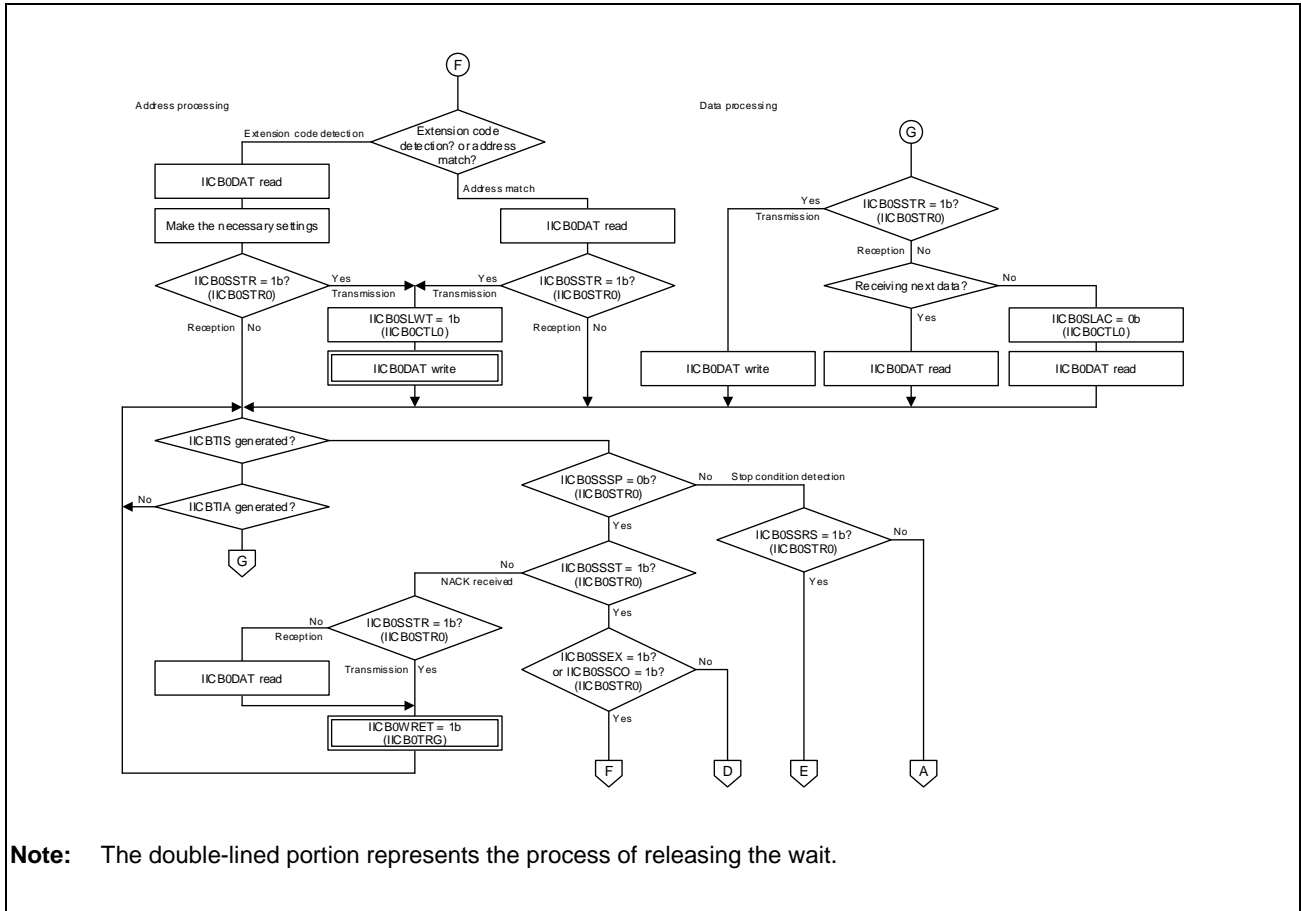 F
Address processing
Data processing
Extension code detection
Extension code
detection? or address
match?
G
IICB0DAT read
Address match
Yes
Transmission
IICB0SSTR = 1b?
(IICB0STR0)
Make the necessary settings
IICB0DAT read
Reception
No
IICB0SSTR = 1b?
(IICB0STR0)
Yes
Transmission
Yes
Transmission
IICB0SSTR = 1b?
(IICB0STR0)
Receiving next data?
No
Reception
No
IICB0SLWT = 1b
(IICB0CTL0)
Reception
No
Yes
IICB0SLAC = 0b
(IICB0CTL0)
IICB0DAT write
IICB0DAT write
IICB0DAT read
IICB0DAT read
IICBTIS generated?
IICB0SSSP = 0b?
(IICB0STR0)
No
Stop condition detection
No
IICBTIA generated?
Yes
IICB0SSRS = 1b?
(IICB0STR0)
No
G
No
NACK received
IICB0SSST = 1b?
(IICB0STR0)
Yes
Yes
No
Reception
IICB0SSTR = 1b?
(IICB0STR0)
IICB0SSEX = 1b?
or IICB0SSCO = 1b?
(IICB0STR0)
No
IICB0DAT read
Transmission
Yes
Yes
IICB0WRET = 1b
(IICB0TRG)
F
D
E
A
Note: The double-lined portion represents the process of releasing the wait.